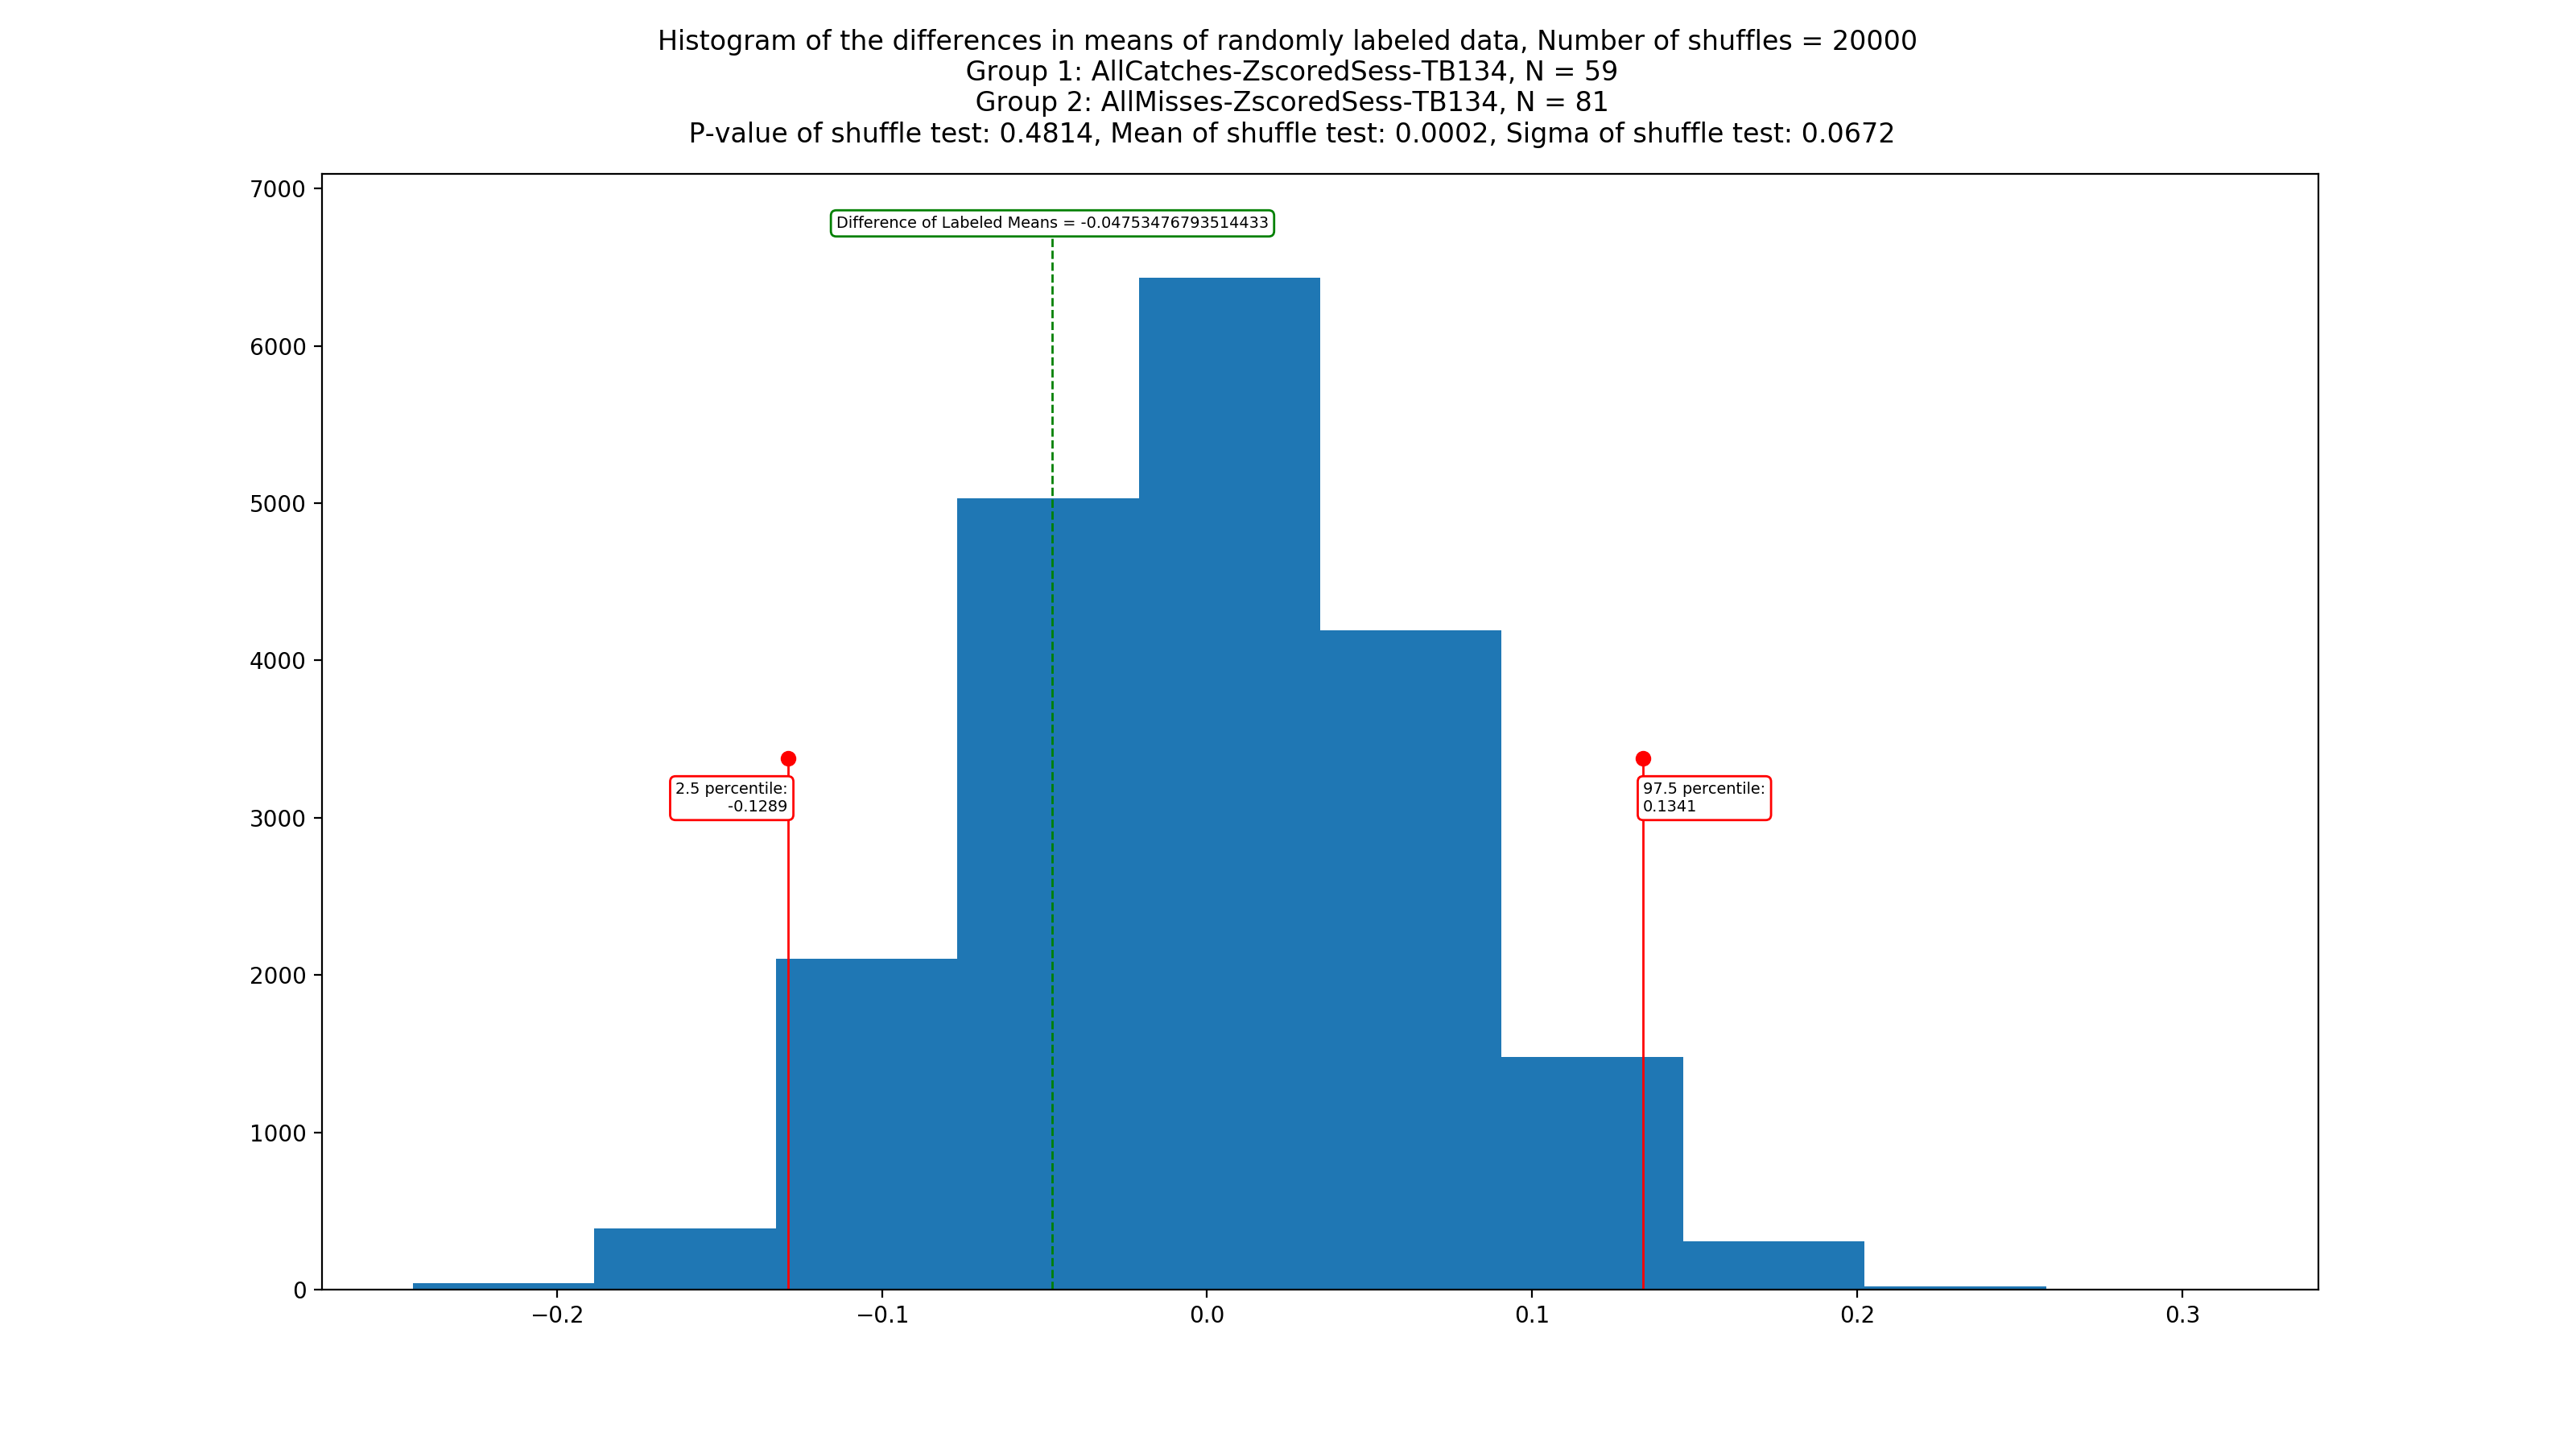 Histogram of the differences in means of randomly labeled data, Number of shuffles = 20000
Group 1: AllCatches-ZscoredSess-TB134, N = 59
Group 2: AllMisses-ZscoredSess-TB134, N = 81
P-value of shuffle test: 0.4814, Mean of shuffle test: 0.0002, Sigma of shuffle test: 0.0672
7000
Difference of Labeled Means = -0.04753476793514433
6000
5000
4000
2.5 percentile:
-0.1289
97.5 percentile:
0.1341
3000
2000
1000
0
−0.2
−0.1
0.0
0.1
0.2
0.3